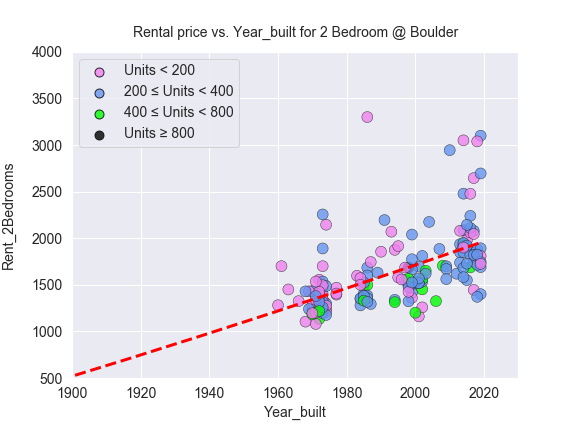 Rental price vs. Year_built for 2 Bedroom @ Boulder
4000
3500
3000
2500
2000
1500
1000
500
Rent_2Bedrooms
Units < 200
200 ≤ Units < 400
400 ≤ Units < 800
Units ≥ 800
1900 1920 1940 1960 1980 2000 2020
Year_built